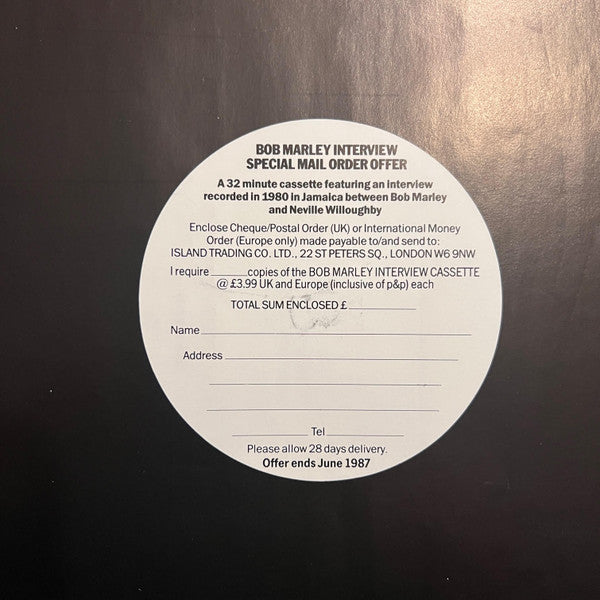 BOB MARLEY INTERVIEW
SPECIAL MAIL ORDER OFFER
A 32 minute cassette featuring an interview
recorded in 1980 in Jamaica between Bob Marley
and Neville Willoughby
Enclose Cheque/Postal Order (UK) or International Money
Order (Europe only) made payable to/and send to:
ISLAND TRADING CO. LTD., 22 ST PETERS SQ., LONDON W6 9NW
I require ______ copies of the BOB MARLEY INTERVIEW CASSETTE
@ £3.99 UK and Europe (inclusive of p&p) each
TOTAL SUM ENCLOSED £
Name
Address
Tel
Please allow 28 days delivery.
Offer ends June 1987